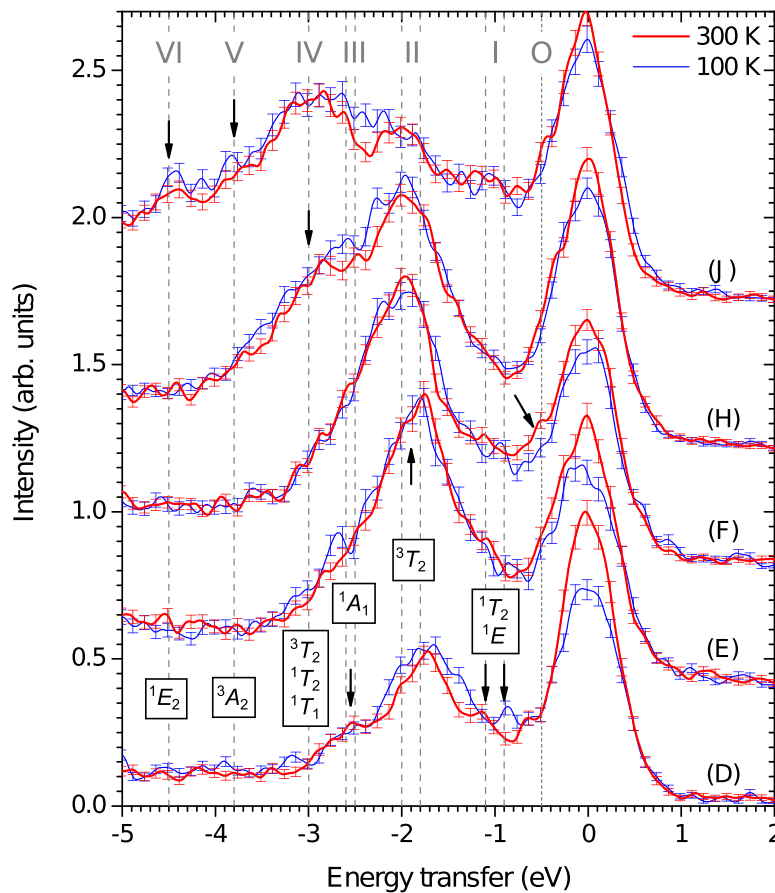 VI V IV III II I O
300 K
100 K
2.5
2.0
1.5
1.0
0.5
0.0
Intensity (arb. units)
(J)
(H)
(F)
(E)
(D)
³T₂
¹A₁
¹T₂
¹E
³T₂
¹T₂
¹T₁
¹E₂
³A₂
-5 -4 -3 -2 -1 0 1 2
Energy transfer (eV)